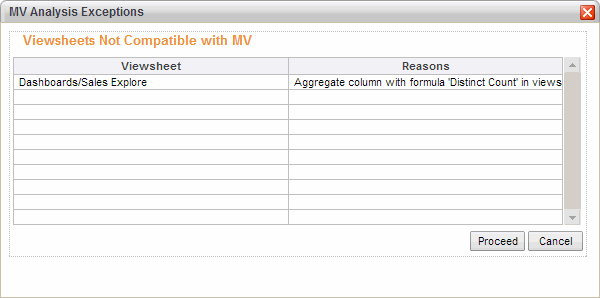 MV Analysis Exceptions
Viewsheets Not Compatible with MV
Viewsheet Reasons
Dashboards/Sales Explore Aggregate column with formula 'Distinct Count' in views
Proceed Cancel